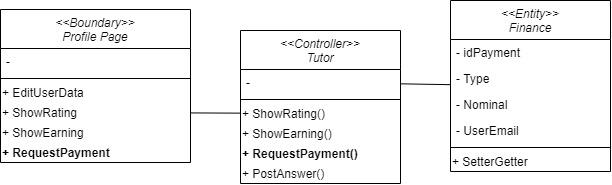 <<Boundary>>
Profile Page
-
+ EditUserData
+ ShowRating
+ ShowEarning
+ RequestPayment
<<Controller>>
Tutor
-
+ ShowRating()
+ ShowEarning()
+ RequestPayment()
+ PostAnswer()
<<Entity>>
Finance
- idPayment
- Type
- Nominal
- UserEmail
+ SetterGetter